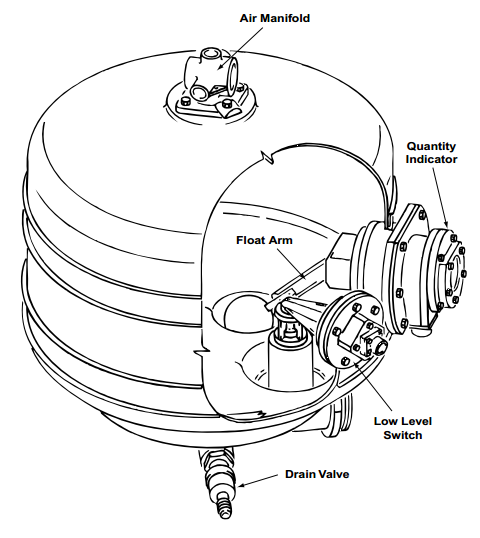 Air Manifold
Quantity
Indicator
Float Arm
Low Level
Switch
Drain Valve